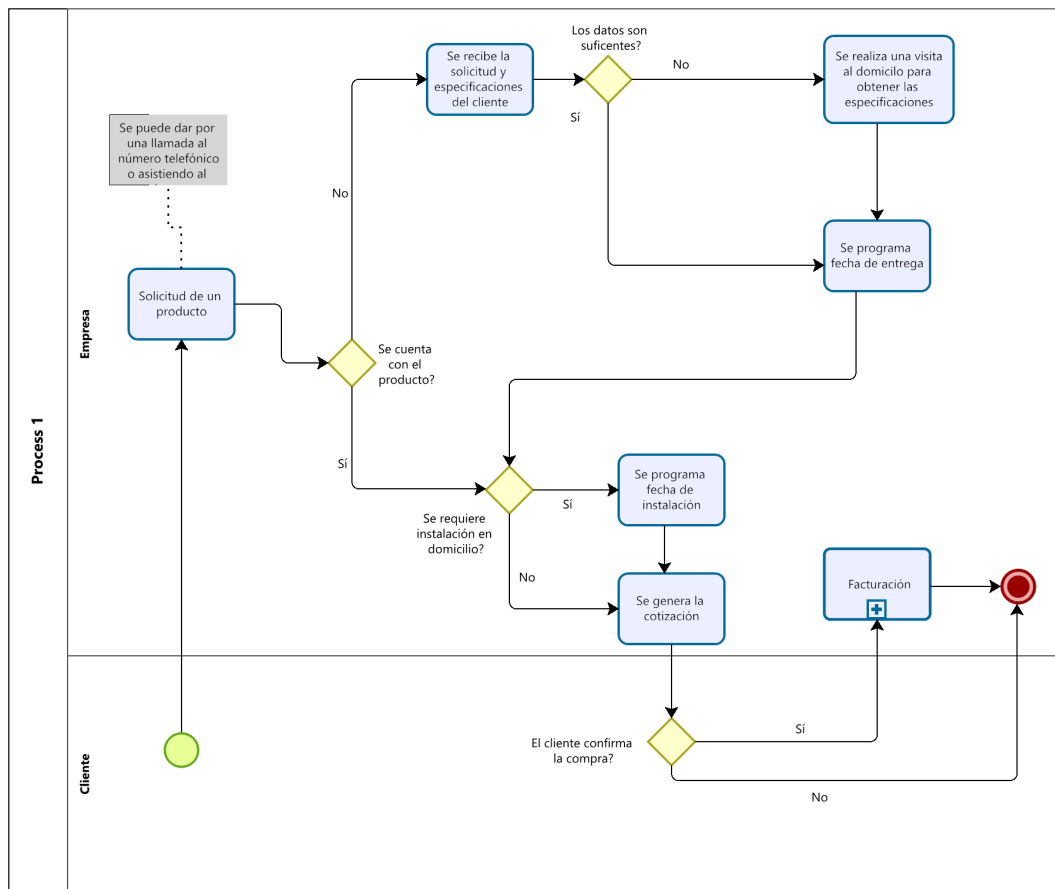 Process 1
Empresa
Cliente
Se puede dar por
una llamada al
número telefónico
o asistiendo al
Solicitud de un
producto
Se cuenta
con el
producto?
No
Sí
Se recibe la
solicitud y
especificaciones
del cliente
Los datos son
suficentes?
No
Sí
Se realiza una visita
al domicilo para
obtener las
especificaciones
Se programa
fecha de entrega
Se requiere
instalación en
domicilio?
Sí
No
Se programa
fecha de
instalación
Se genera la
cotización
Facturación
El cliente confirma
la compra?
Sí
No